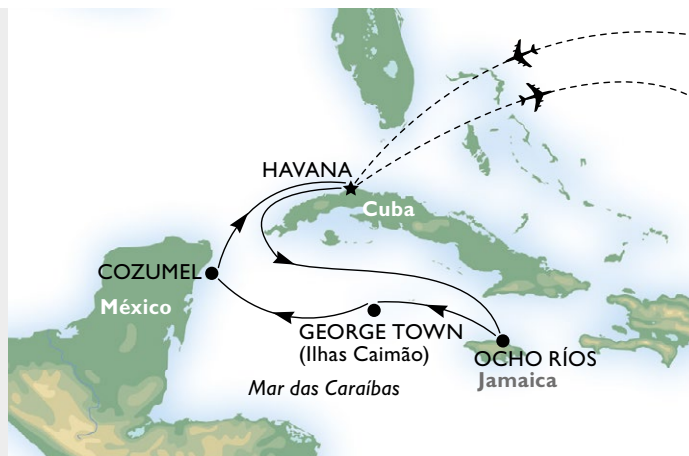 HAVANA
Cuba
COZUMEL
México
GEORGE TOWN
(Ilhas Caimão)
OCHO RÍOS
Jamaica
Mar das Caraíbas